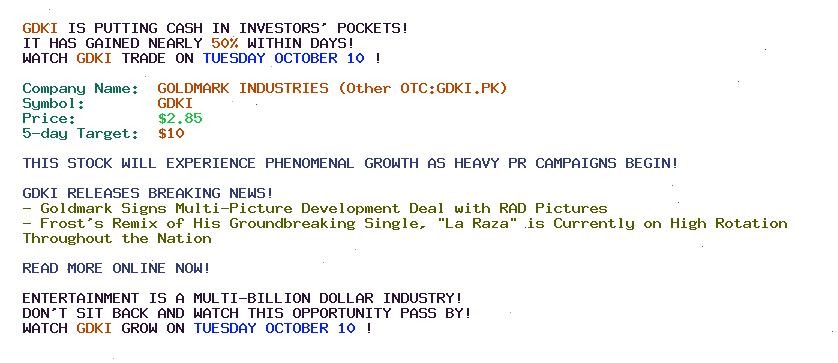 GDKI IS PUTTING CASH IN INVESTORS' POCKETS!
IT HAS GAINED NEARLY 50% WITHIN DAYS!
WATCH GDKI TRADE ON TUESDAY OCTOBER 10 !
Company Name: GOLDMARK INDUSTRIES (Other OTC:GDKI.PK)
Symbol: GDKI
Price: $2.85
5-day Target: $10
THIS STOCK WILL EXPERIENCE PHENOMENAL GROWTH AS HEAVY PR CAMPAIGNS BEGIN!
GDKI RELEASES BREAKING NEWS!
- Goldmark Signs Multi-Picture Development Deal with RAD Pictures
- Frost's Remix of His Groundbreaking Single, "La Raza" is Currently on High Rotation
Throughout the Nation
READ MORE ONLINE NOW!
ENTERTAINMENT IS A MULTI-BILLION DOLLAR INDUSTRY!
DON'T SIT BACK AND WATCH THIS OPPORTUNITY PASS BY!
WATCH GDKI GROW ON TUESDAY OCTOBER 10 !